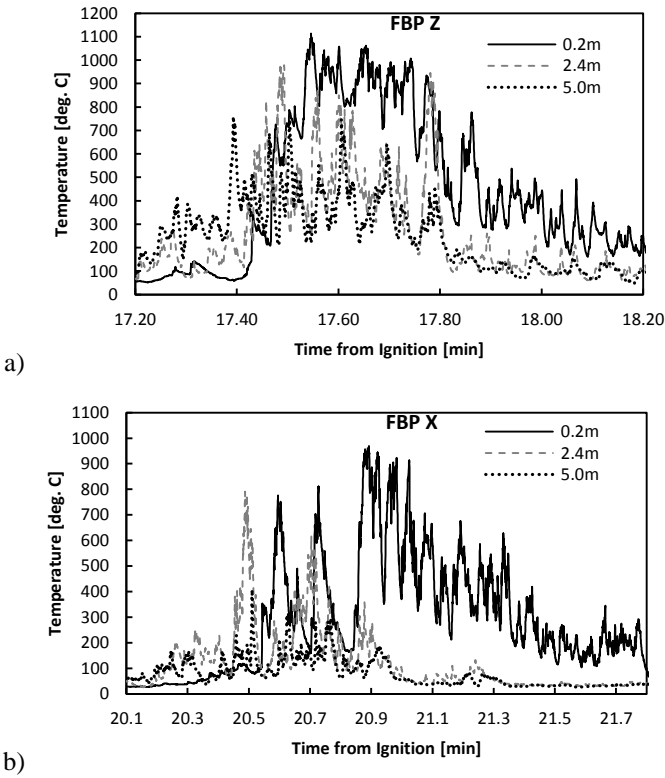 FBP Z
1200
1100
1000
900
800
700
600
500
400
300
200
100
0
Temperature [deg. C]
0.2m
2.4m
5.0m
17.20 17.40 17.60 17.80 18.00 18.20
Time from Ignition [min]
a)
FBP X
1100
1000
900
800
700
600
500
400
300
200
100
0
Temperature [deg. C]
0.2m
2.4m
5.0m
20.1 20.3 20.5 20.7 20.9 21.1 21.3 21.5 21.7
Time from Ignition [min]
b)